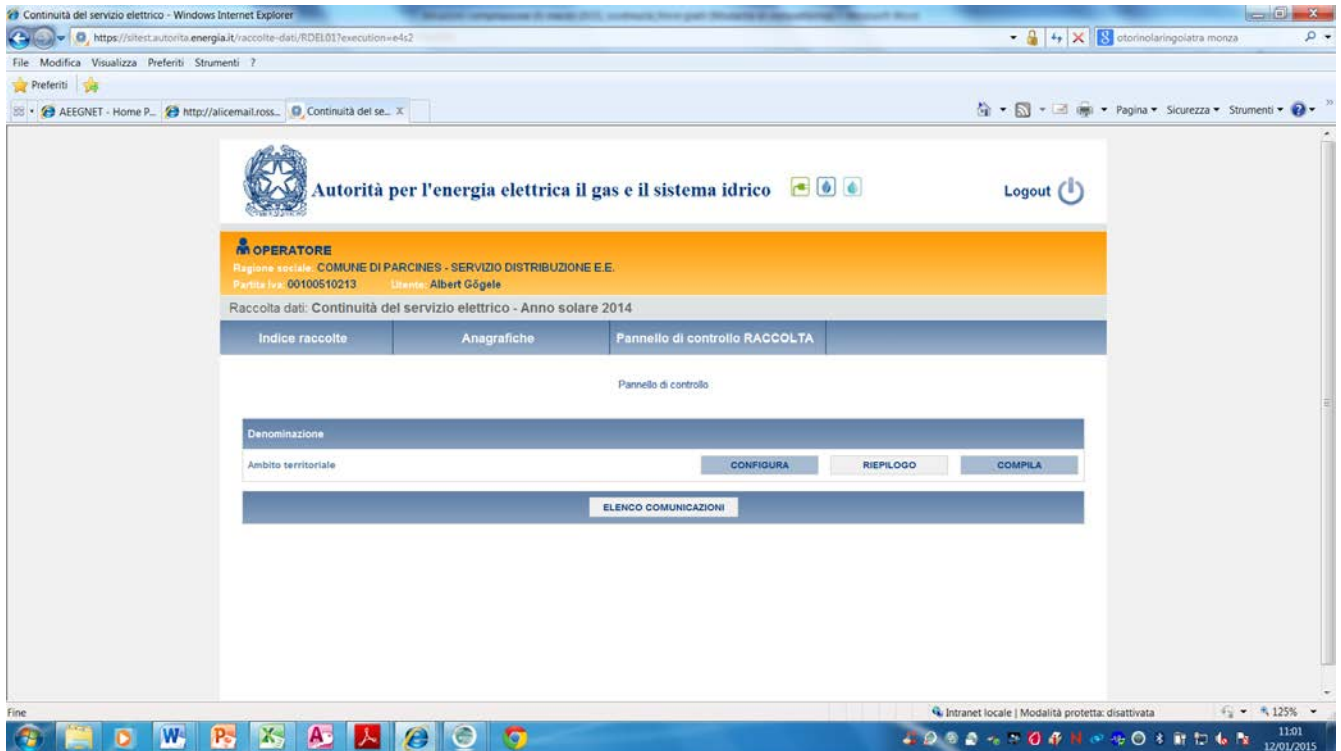 Continuità del servizio elettrico - Windows Internet Explorer
https://sitest.autorita.energia.it/raccolte-dati/RDEL01?execution=e4s2
otorinolaringoiatra monza
File Modifica Visualizza Preferiti Strumenti ?
Preferiti
AEEGNET - Home P... http://alicemail.ross... Continuità del se... X
Pagina Sicurezza Strumenti
Autorità per l'energia elettrica il gas e il sistema idrico
Logout
OPERATORE
Ragione sociale: COMUNE DI PARCINES - SERVIZIO DISTRIBUZIONE E.E.
Partita iva: 00100510213 Utente: Albert Gögele
Raccolta dati: Continuità del servizio elettrico - Anno solare 2014
Indice raccolte Anagrafiche Pannello di controllo RACCOLTA
Pannello di controllo
Denominazione
Ambito territoriale CONFIGURA RIEPILOGO COMPILA
ELENCO COMUNICAZIONI
Fine
Intranet locale | Modalità protetta: disattivata
125%
11:01
12/01/2015